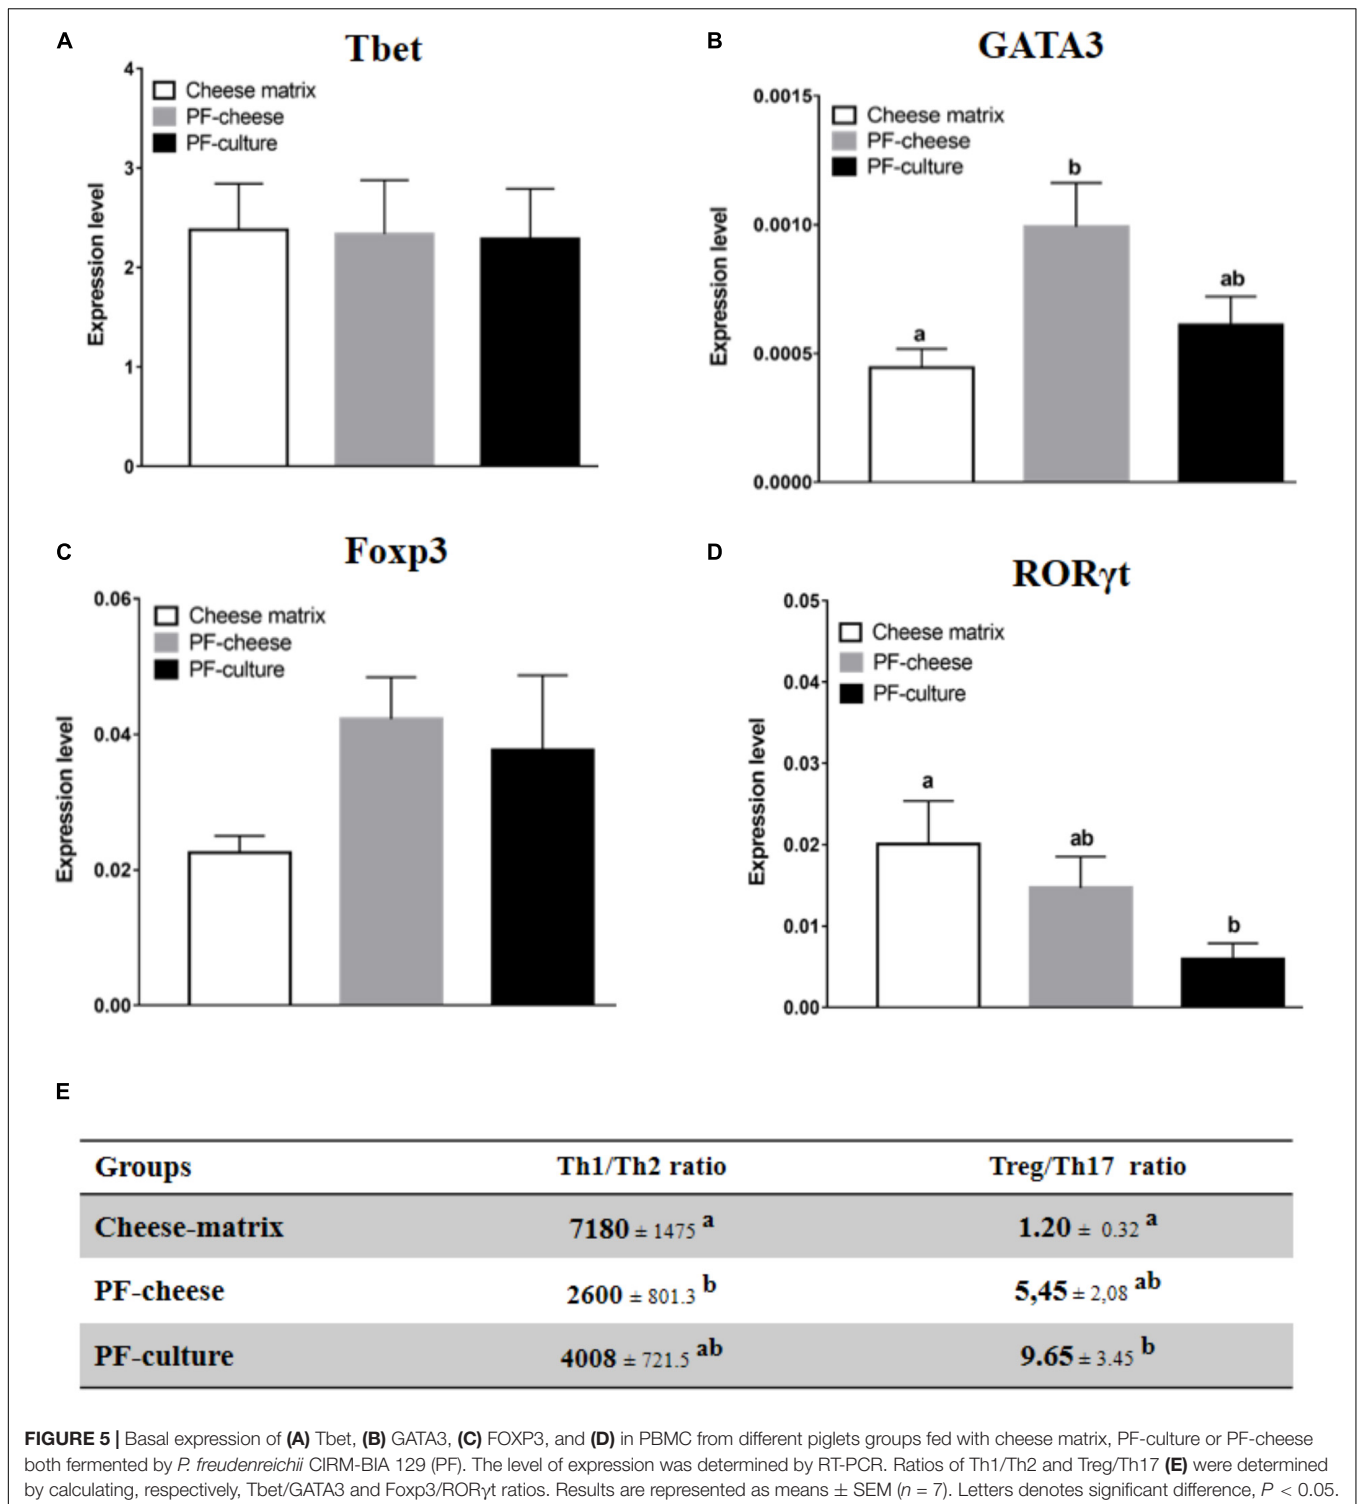 A
Tbet
4
3
2
1
0
Expression level
Cheese matrix
PF-cheese
PF-culture
B
GATA3
0.0015
0.0010
0.0005
0.0000
Expression level
Cheese matrix
PF-cheese
PF-culture
a
b
ab
C
Foxp3
0.06
0.04
0.02
0.00
Expression level
Cheese matrix
PF-cheese
PF-culture
D
RORγt
0.05
0.04
0.03
0.02
0.01
0.00
Expression level
Cheese matrix
PF-cheese
PF-culture
a
ab
b
E
Groups Th1/Th2 ratio Treg/Th17 ratio
Cheese-matrix 7180 ± 1475 a 1.20 ± 0.32 a
PF-cheese 2600 ± 801.3 b 5,45 ± 2,08 ab
PF-culture 4008 ± 721.5 ab 9.65 ± 3.45 b
FIGURE 5 | Basal expression of (A) Tbet, (B) GATA3, (C) FOXP3, and (D) in PBMC from different piglets groups fed with cheese matrix, PF-culture or PF-cheese
both fermented by P. freudenreichii CIRM-BIA 129 (PF). The level of expression was determined by RT-PCR. Ratios of Th1/Th2 and Treg/Th17 (E) were determined
by calculating, respectively, Tbet/GATA3 and Foxp3/RORγt ratios. Results are represented as means ± SEM (n = 7). Letters denotes significant difference, P < 0.05.